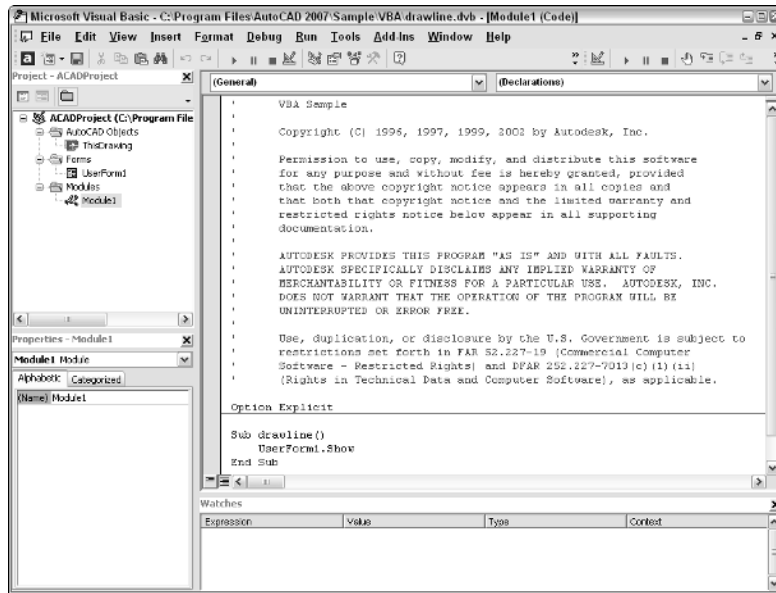 Microsoft Visual Basic - C:\Program Files\AutoCAD 2007\Sample\VBA\drawline.dvb - [Module1 (Code)]
File Edit View Insert Format Debug Run Tools Add-Ins Window Help
Project - ACADProject
ACADProject (C:\Program File
AutoCAD Objects
ThisDrawing
Forms
UserForm1
Modules
Module1
Properties - Module1
Module1 Module
Alphabetic Categorized
(Name) Module1
(General) (Declarations)
' VBA Sample
'
' Copyright (C) 1996, 1997, 1999, 2002 by Autodesk, Inc.
'
' Permission to use, copy, modify, and distribute this software
' for any purpose and without fee is hereby granted, provided
' that the above copyright notice appears in all copies and
' that both that copyright notice and the limited warranty and
' restricted rights notice below appear in all supporting
' documentation.
'
' AUTODESK PROVIDES THIS PROGRAM "AS IS" AND WITH ALL FAULTS.
' AUTODESK SPECIFICALLY DISCLAIMS ANY IMPLIED WARRANTY OF
' MERCHANTABILITY OR FITNESS FOR A PARTICULAR USE. AUTODESK, INC.
' DOES NOT WARRANT THAT THE OPERATION OF THE PROGRAM WILL BE
' UNINTERRUPTED OR ERROR FREE.
'
' Use, duplication, or disclosure by the U.S. Government is subject to
' restrictions set forth in FAR 52.227-19 (Commercial Computer
' Software - Restricted Rights) and DFAR 252.227-7013(c)(1)(ii)
' (Rights in Technical Data and Computer Software), as applicable.
Option Explicit
Sub drawline()
UserForm1.Show
End Sub
Watches
Expression Value Type Context